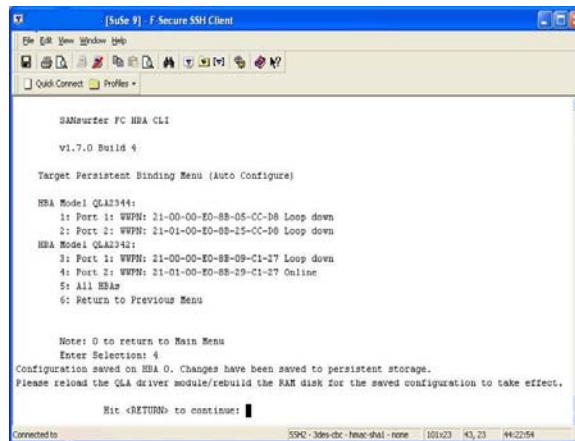 [SuSe 9] - F-Secure SSH Client
File Edit View Window Help
Quick Connect Profiles
SANsurfer FC HBA CLI
v1.7.0 Build 4
Target Persistent Binding Menu (Auto Configure)
HBA Model QLA2344:
1: Port 1: WWPN: 21-00-00-E0-8B-05-CC-D8 Loop down
2: Port 2: WWPN: 21-01-00-E0-8B-25-CC-D8 Loop down
HBA Model QLA2342:
3: Port 1: WWPN: 21-00-00-E0-8B-09-C1-27 Loop down
4: Port 2: WWPN: 21-01-00-E0-8B-29-C1-27 Online
5: All HBAs
6: Return to Previous Menu
Note: 0 to return to Main Menu
Enter Selection: 4
Configuration saved on HBA 0. Changes have been saved to persistent storage.
Please reload the QLA driver module/rebuild the RAM disk for the saved configuration to take effect.
Hit <RETURN> to continue:
Connected to SSH2 - 3des-cbc - hmac-sha1 - none 101x23 43, 23 44:22:54